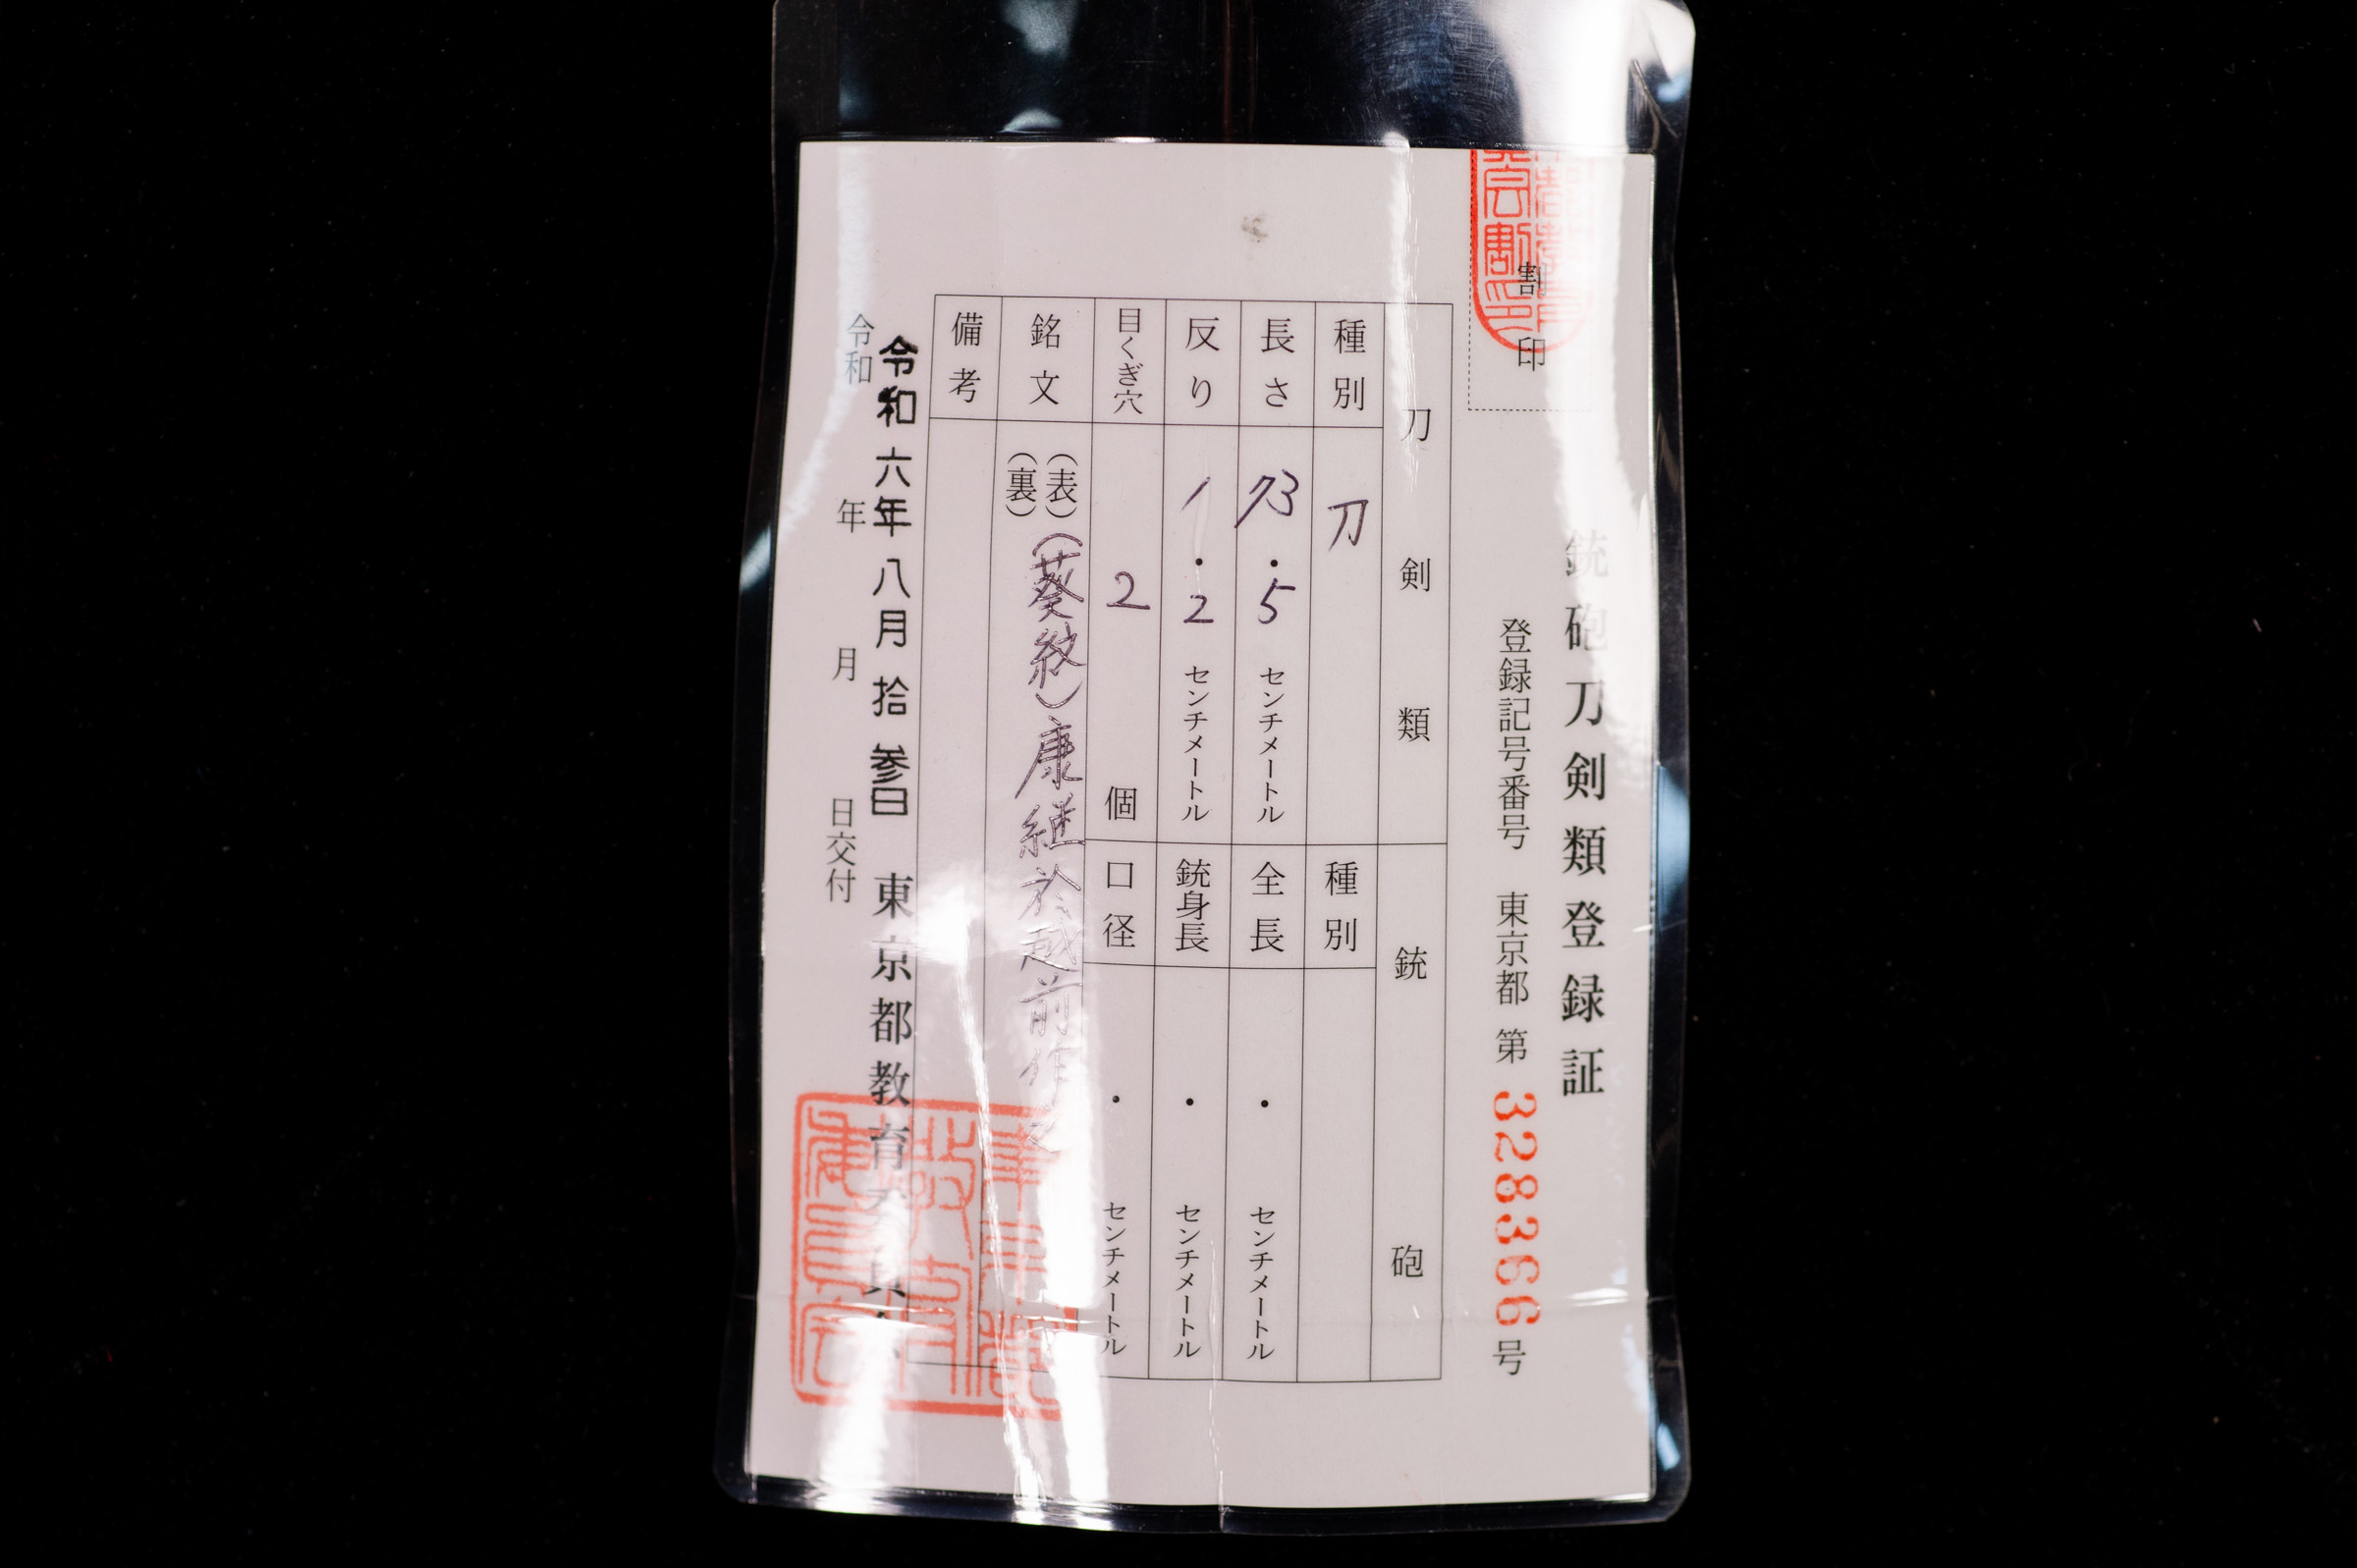 割印
銃砲刀剣類登録証
登録記号番号 東京都 第 328366 号
刀剣類
銃砲
種別 刀
種別
長さ 73.5 センチメートル
全長 ・ センチメートル
反り 1.2 センチメートル
銃身長 ・ センチメートル
目くぎ穴 2 個
口径 ・ センチメートル
銘文 (表) (葵紋)康継於越前作之
(裏)
備考
令和六年八月拾参日 東京都教育委員会
令和 年 月 日交付